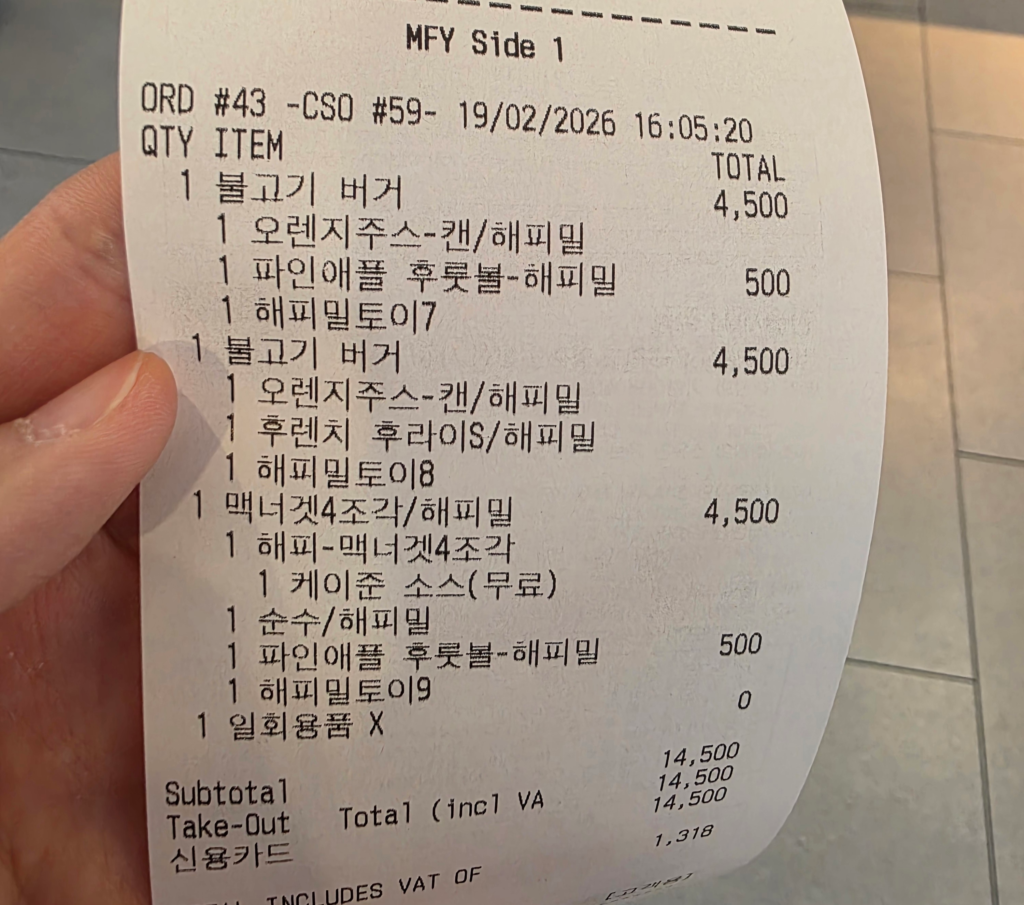 MFY Side 1
ORD #43 -CSO #59- 19/02/2026 16:05:20
QTY ITEM TOTAL
1 불고기 버거 4,500
1 오렌지주스-캔/해피밀
1 파인애플 후룻볼-해피밀 500
1 해피밀토이7
1 불고기 버거 4,500
1 오렌지주스-캔/해피밀
1 후렌치 후라이S/해피밀
1 해피밀토이8
1 맥너겟4조각/해피밀 4,500
1 해피-맥너겟4조각
1 케이준 소스(무료)
1 순수/해피밀
1 파인애플 후룻볼-해피밀 500
1 해피밀토이9
1 일회용품 X 0
Subtotal 14,500
Take-Out Total (incl VA 14,500
신용카드 14,500
INCLUDES VAT OF 1,318